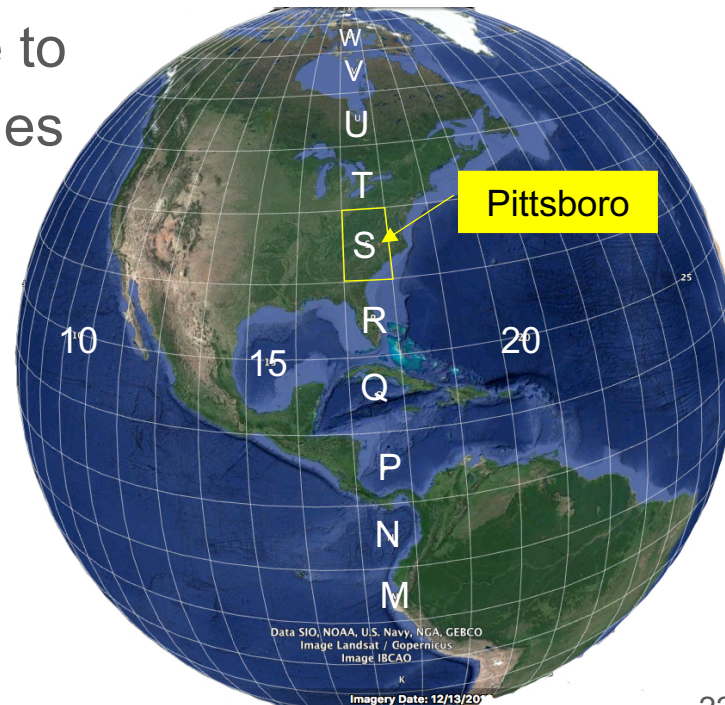 e to
es
W
V
U
U
T
Pittsboro
S
25
R
10
15
20
Q
P
N
M
Data SIO, NOAA, U.S. Navy, NGA, GEBCO
Image Landsat / Copernicus
Image IBCAO
K
Imagery Date: 12/13/20